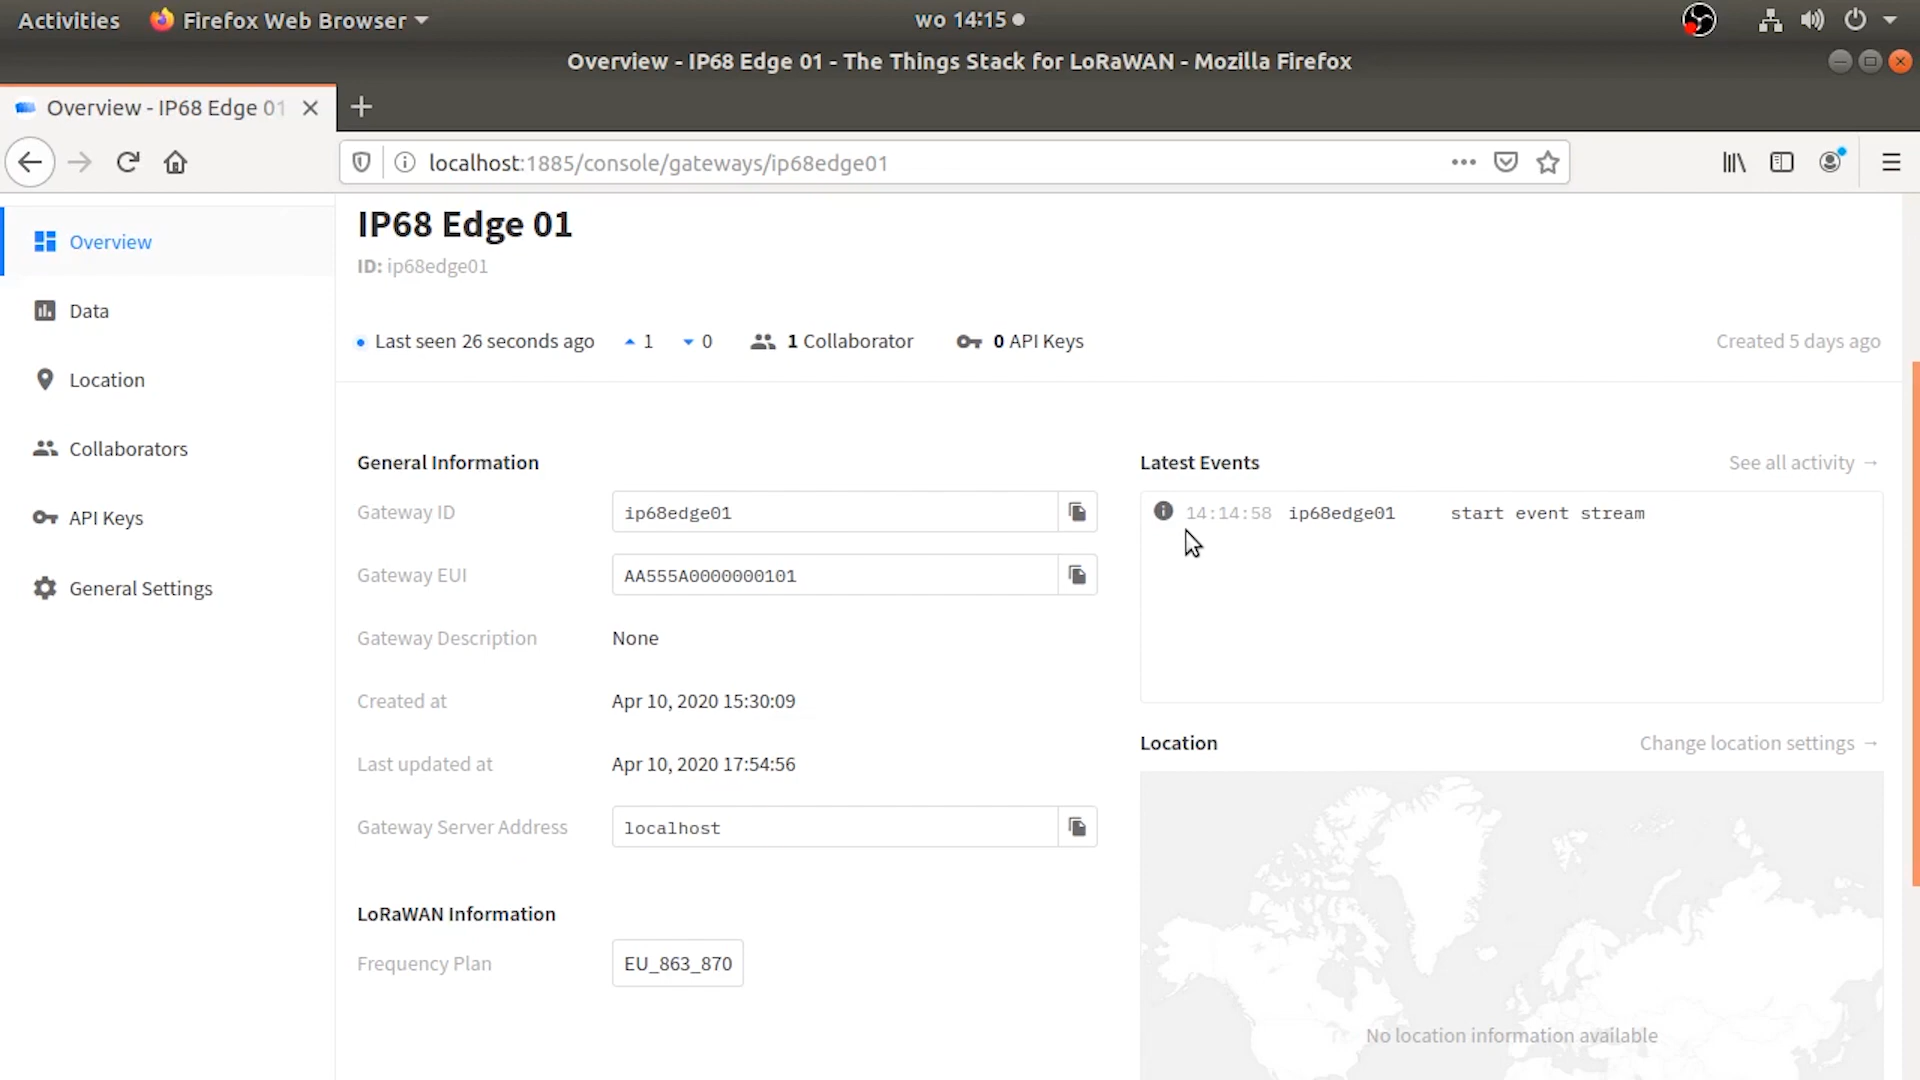 Activities Firefox Web Browser wo 14:15
Overview - IP68 Edge 01 - The Things Stack for LoRaWAN - Mozilla Firefox
Overview - IP68 Edge 01
localhost:1885/console/gateways/ip68edge01
Overview
Data
Location
Collaborators
API Keys
General Settings
IP68 Edge 01
ID: ip68edge01
Last seen 26 seconds ago 1 0 1 Collaborator 0 API Keys Created 5 days ago
General Information
Gateway ID ip68edge01
Gateway EUI AA555A0000000101
Gateway Description None
Created at Apr 10, 2020 15:30:09
Last updated at Apr 10, 2020 17:54:56
Gateway Server Address localhost
LoRaWAN Information
Frequency Plan EU_863_870
Latest Events See all activity →
14:14:58 ip68edge01 start event stream
Location Change location settings →
No location information available